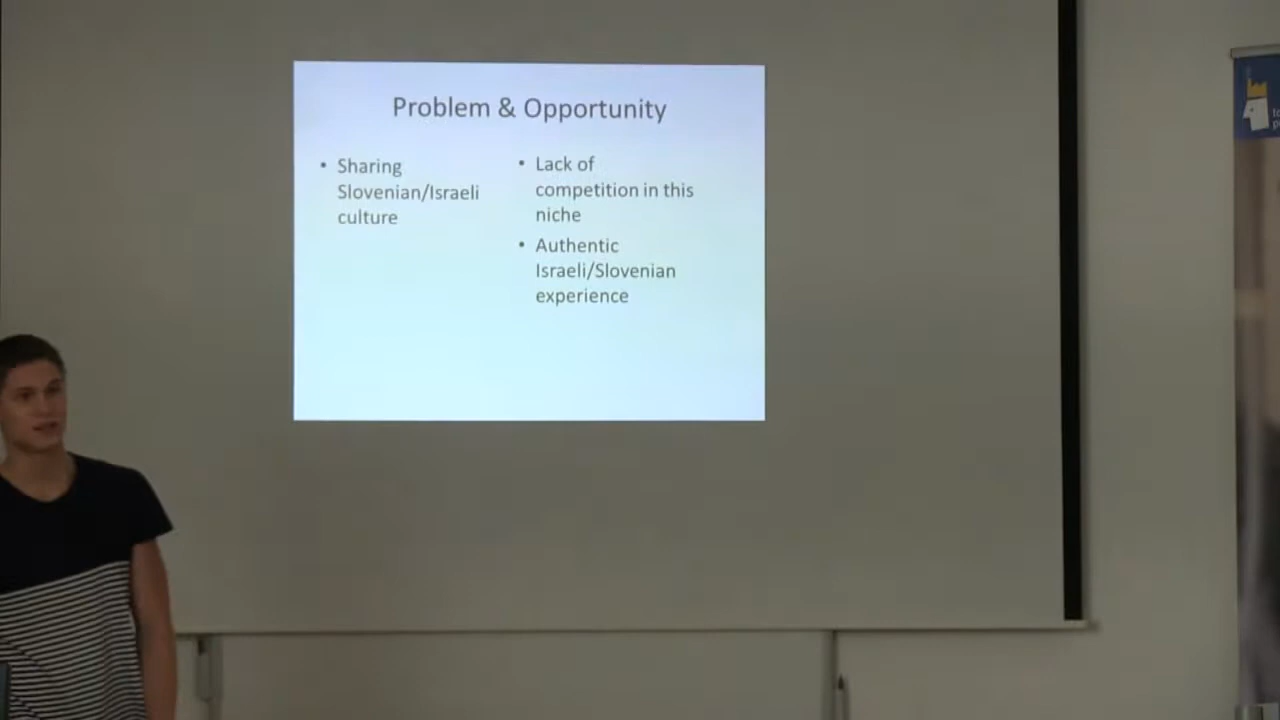 Problem & Opportunity
• Sharing
Slovenian/Israeli
culture
• Lack of
competition in this
niche
• Authentic
Israeli/Slovenian
experience